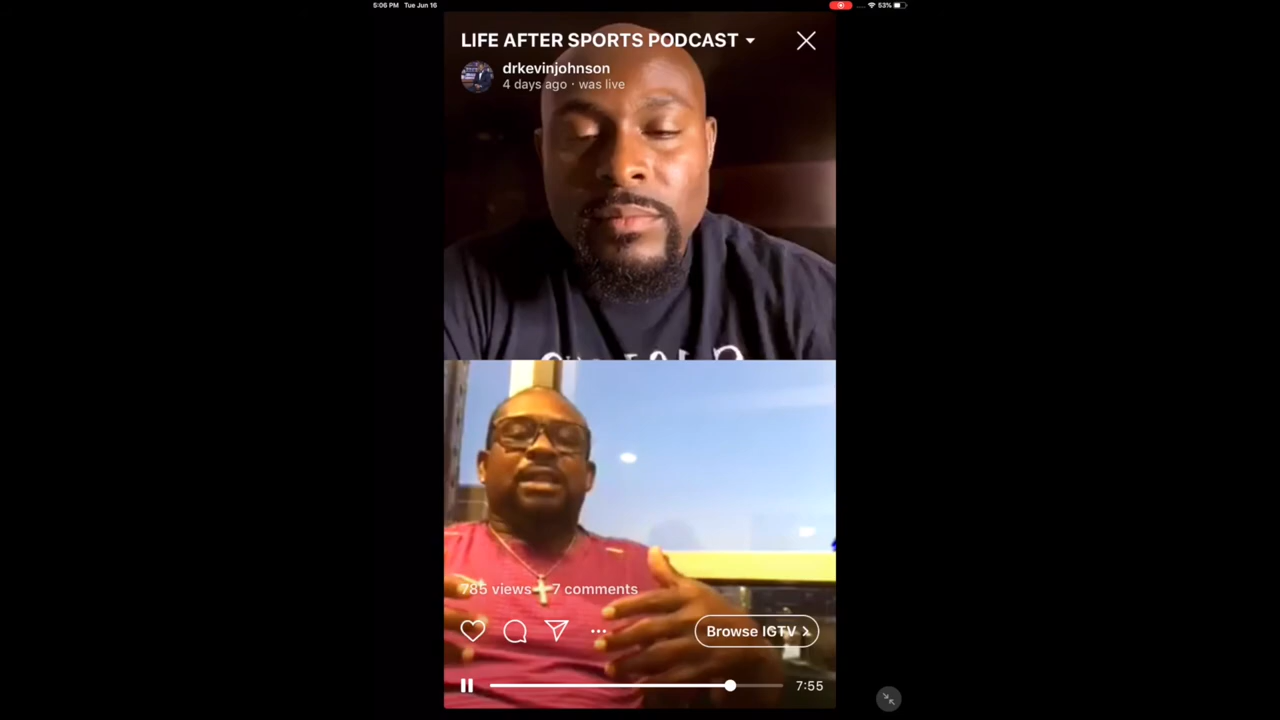 5:06 PM Tue Jun 16
53%
LIFE AFTER SPORTS PODCAST
drkevinjohnson
4 days ago · was live
785 views 7 comments
Browse IGTV
7:55